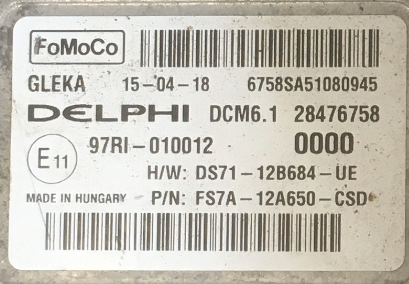 FoMoCo
GLEKA 15-04-18 6758SA51080945
DELPHI DCM6.1 28476758
E11 97RI-010012 0000
H/W: DS71-12B684-UE
MADE IN HUNGARY P/N: FS7A-12A650-CSD